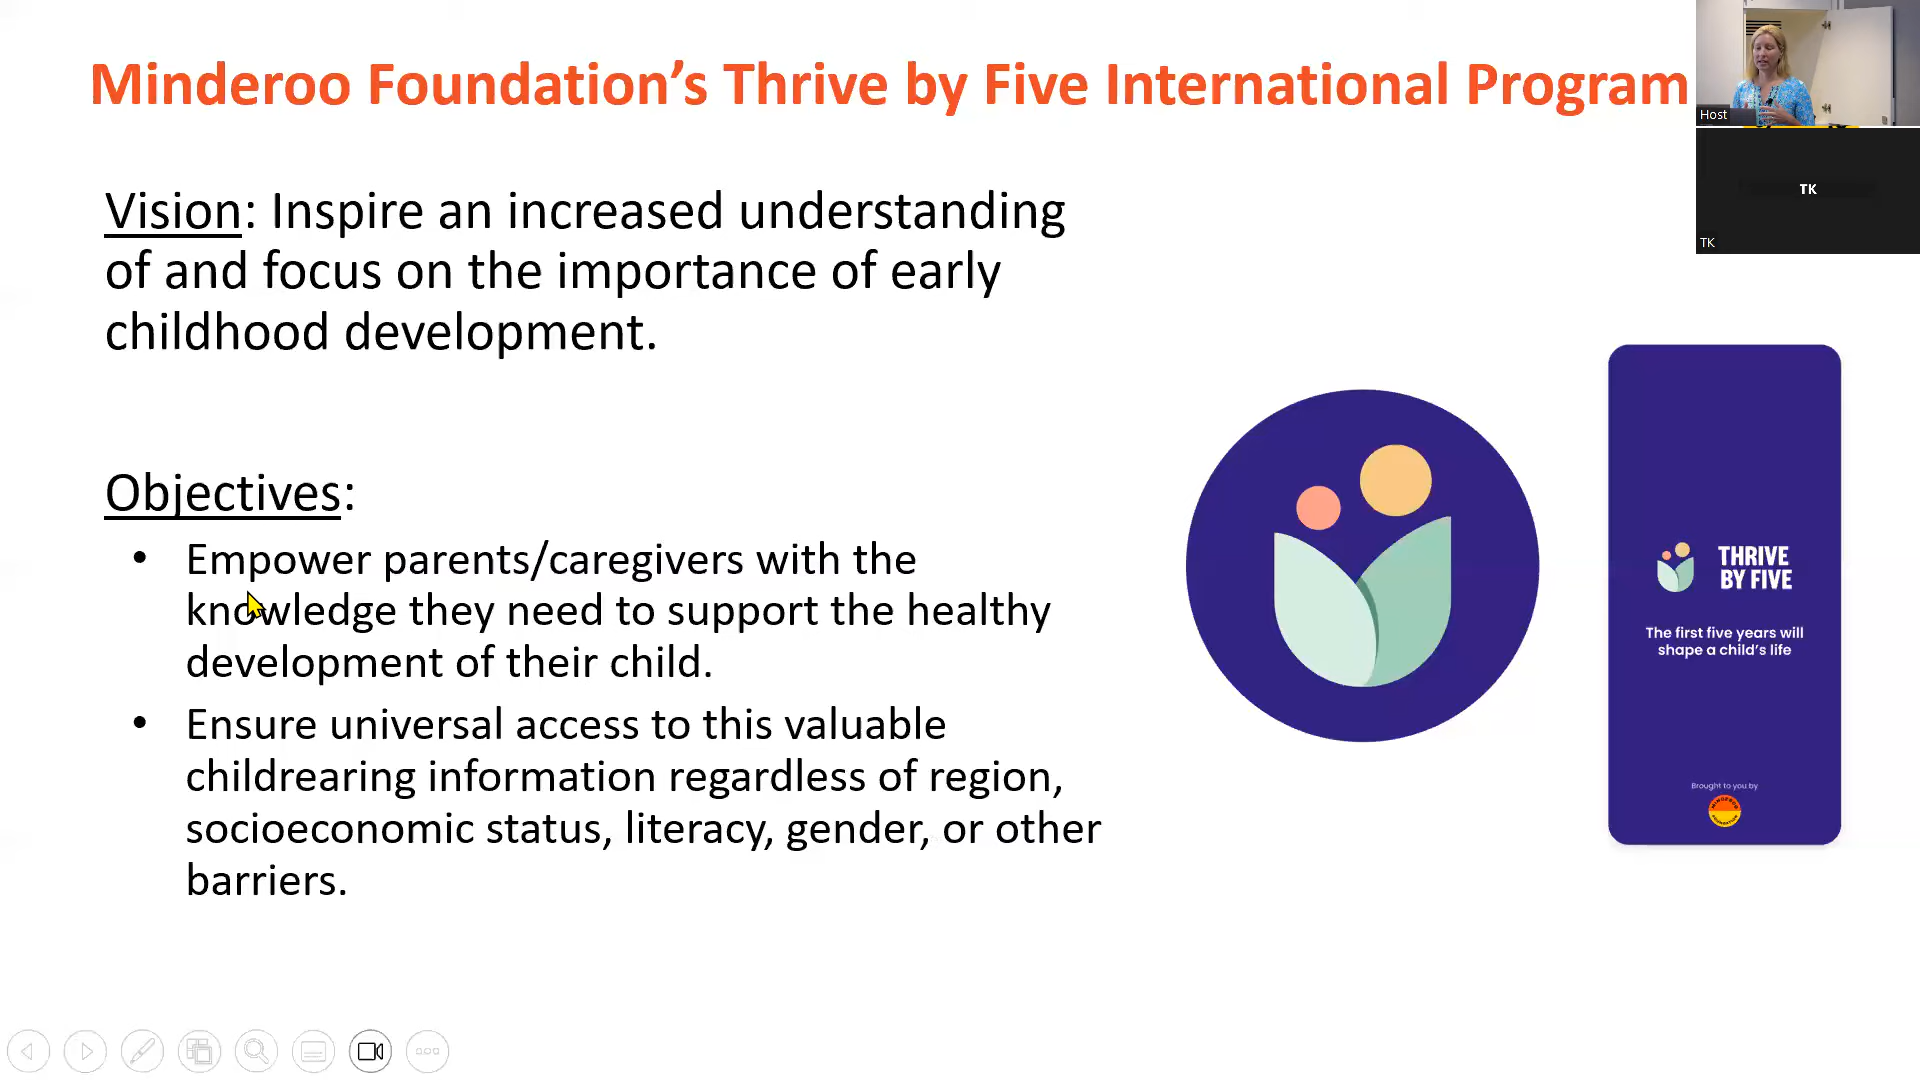 Minderoo Foundation’s Thrive by Five International Program
Host
TK
TK
Vision: Inspire an increased understanding
of and focus on the importance of early
childhood development.
Objectives:
• Empower parents/caregivers with the
knowledge they need to support the healthy
development of their child.
• Ensure universal access to this valuable
childrearing information regardless of region,
socioeconomic status, literacy, gender, or other
barriers.
THRIVE
BY FIVE
The first five years will
shape a child’s life
Brought to you by
MINDEROO
FOUNDATION